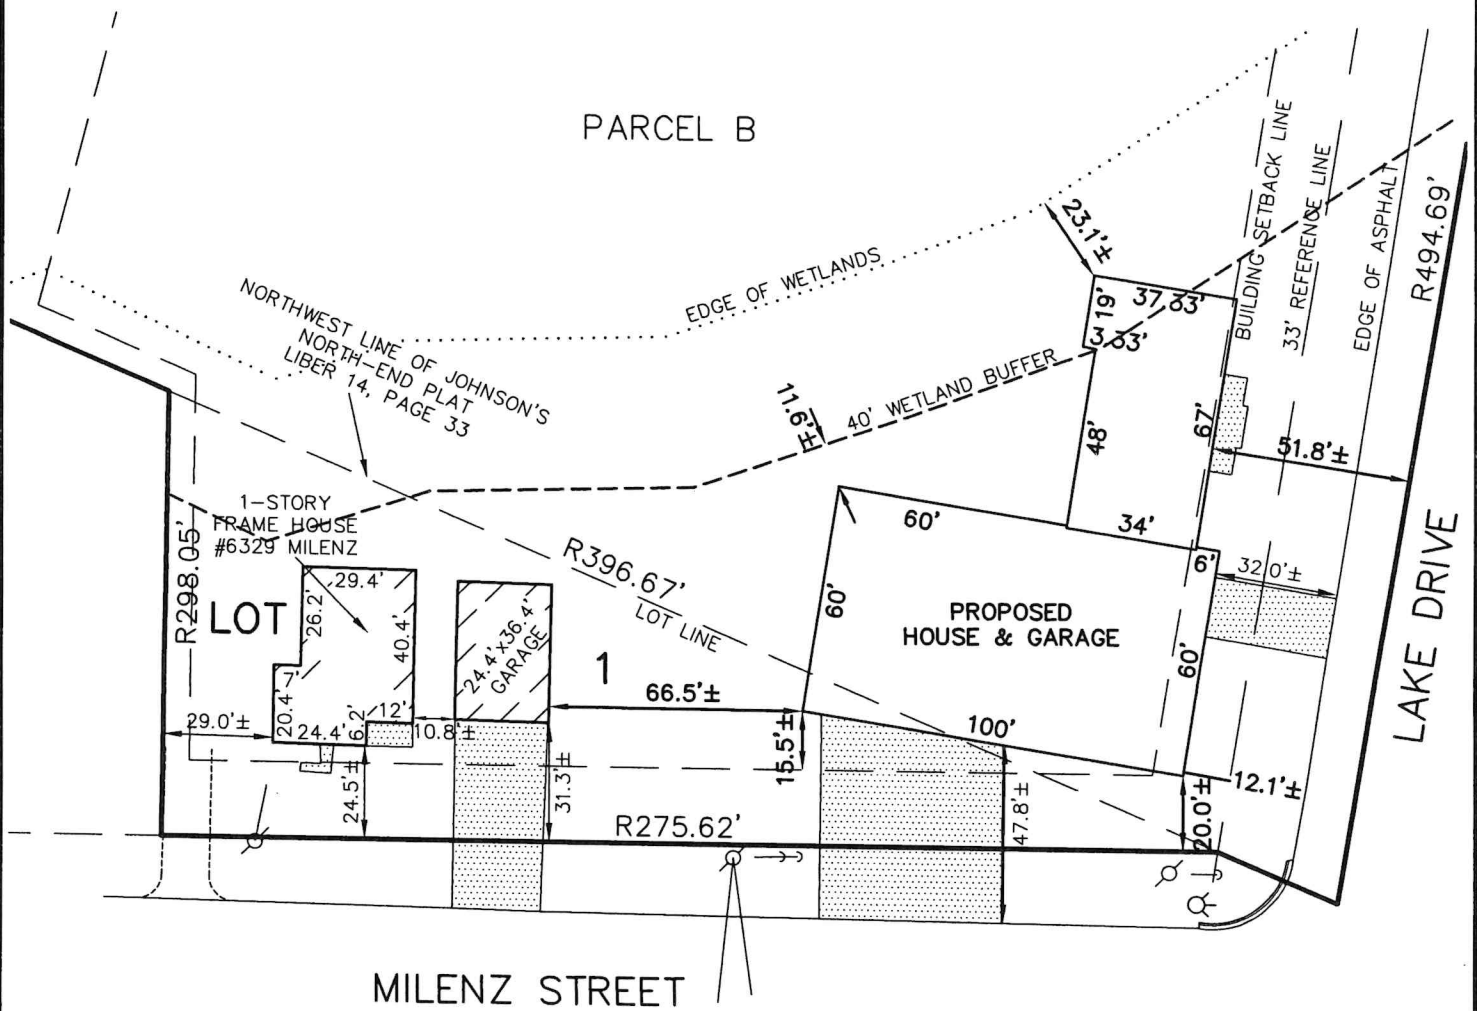 PARCEL B
BUILDING SETBACK LINE
33' REFERENCE LINE
EDGE OF ASPHALT
R494.69'
23.1'±
37.33'
19'
3.33'
EDGE OF WETLANDS
NORTHWEST LINE OF JOHNSON'S
NORTH-END PLAT
LIBER 14, PAGE 33
11.6'±
40' WETLAND BUFFER
48'
67'
51.8'±
1-STORY
FRAME HOUSE
#6329 MILENZ
R298.05'
R396.67'
LOT LINE
60'
34'
6'
32.0'±
LAKE DRIVE
29.4'
26.2'
40.4'
LOT
24.4'x36.4'
GARAGE
1
60'
PROPOSED
HOUSE & GARAGE
60'
7'
20.4'
29.0'±
24.4'
6.2'
12'
10.8'±
66.5'±
15.5'±
100'
24.5'±
31.3'±
47.8'±
20.0'±
12.1'±
R275.62'
MILENZ STREET